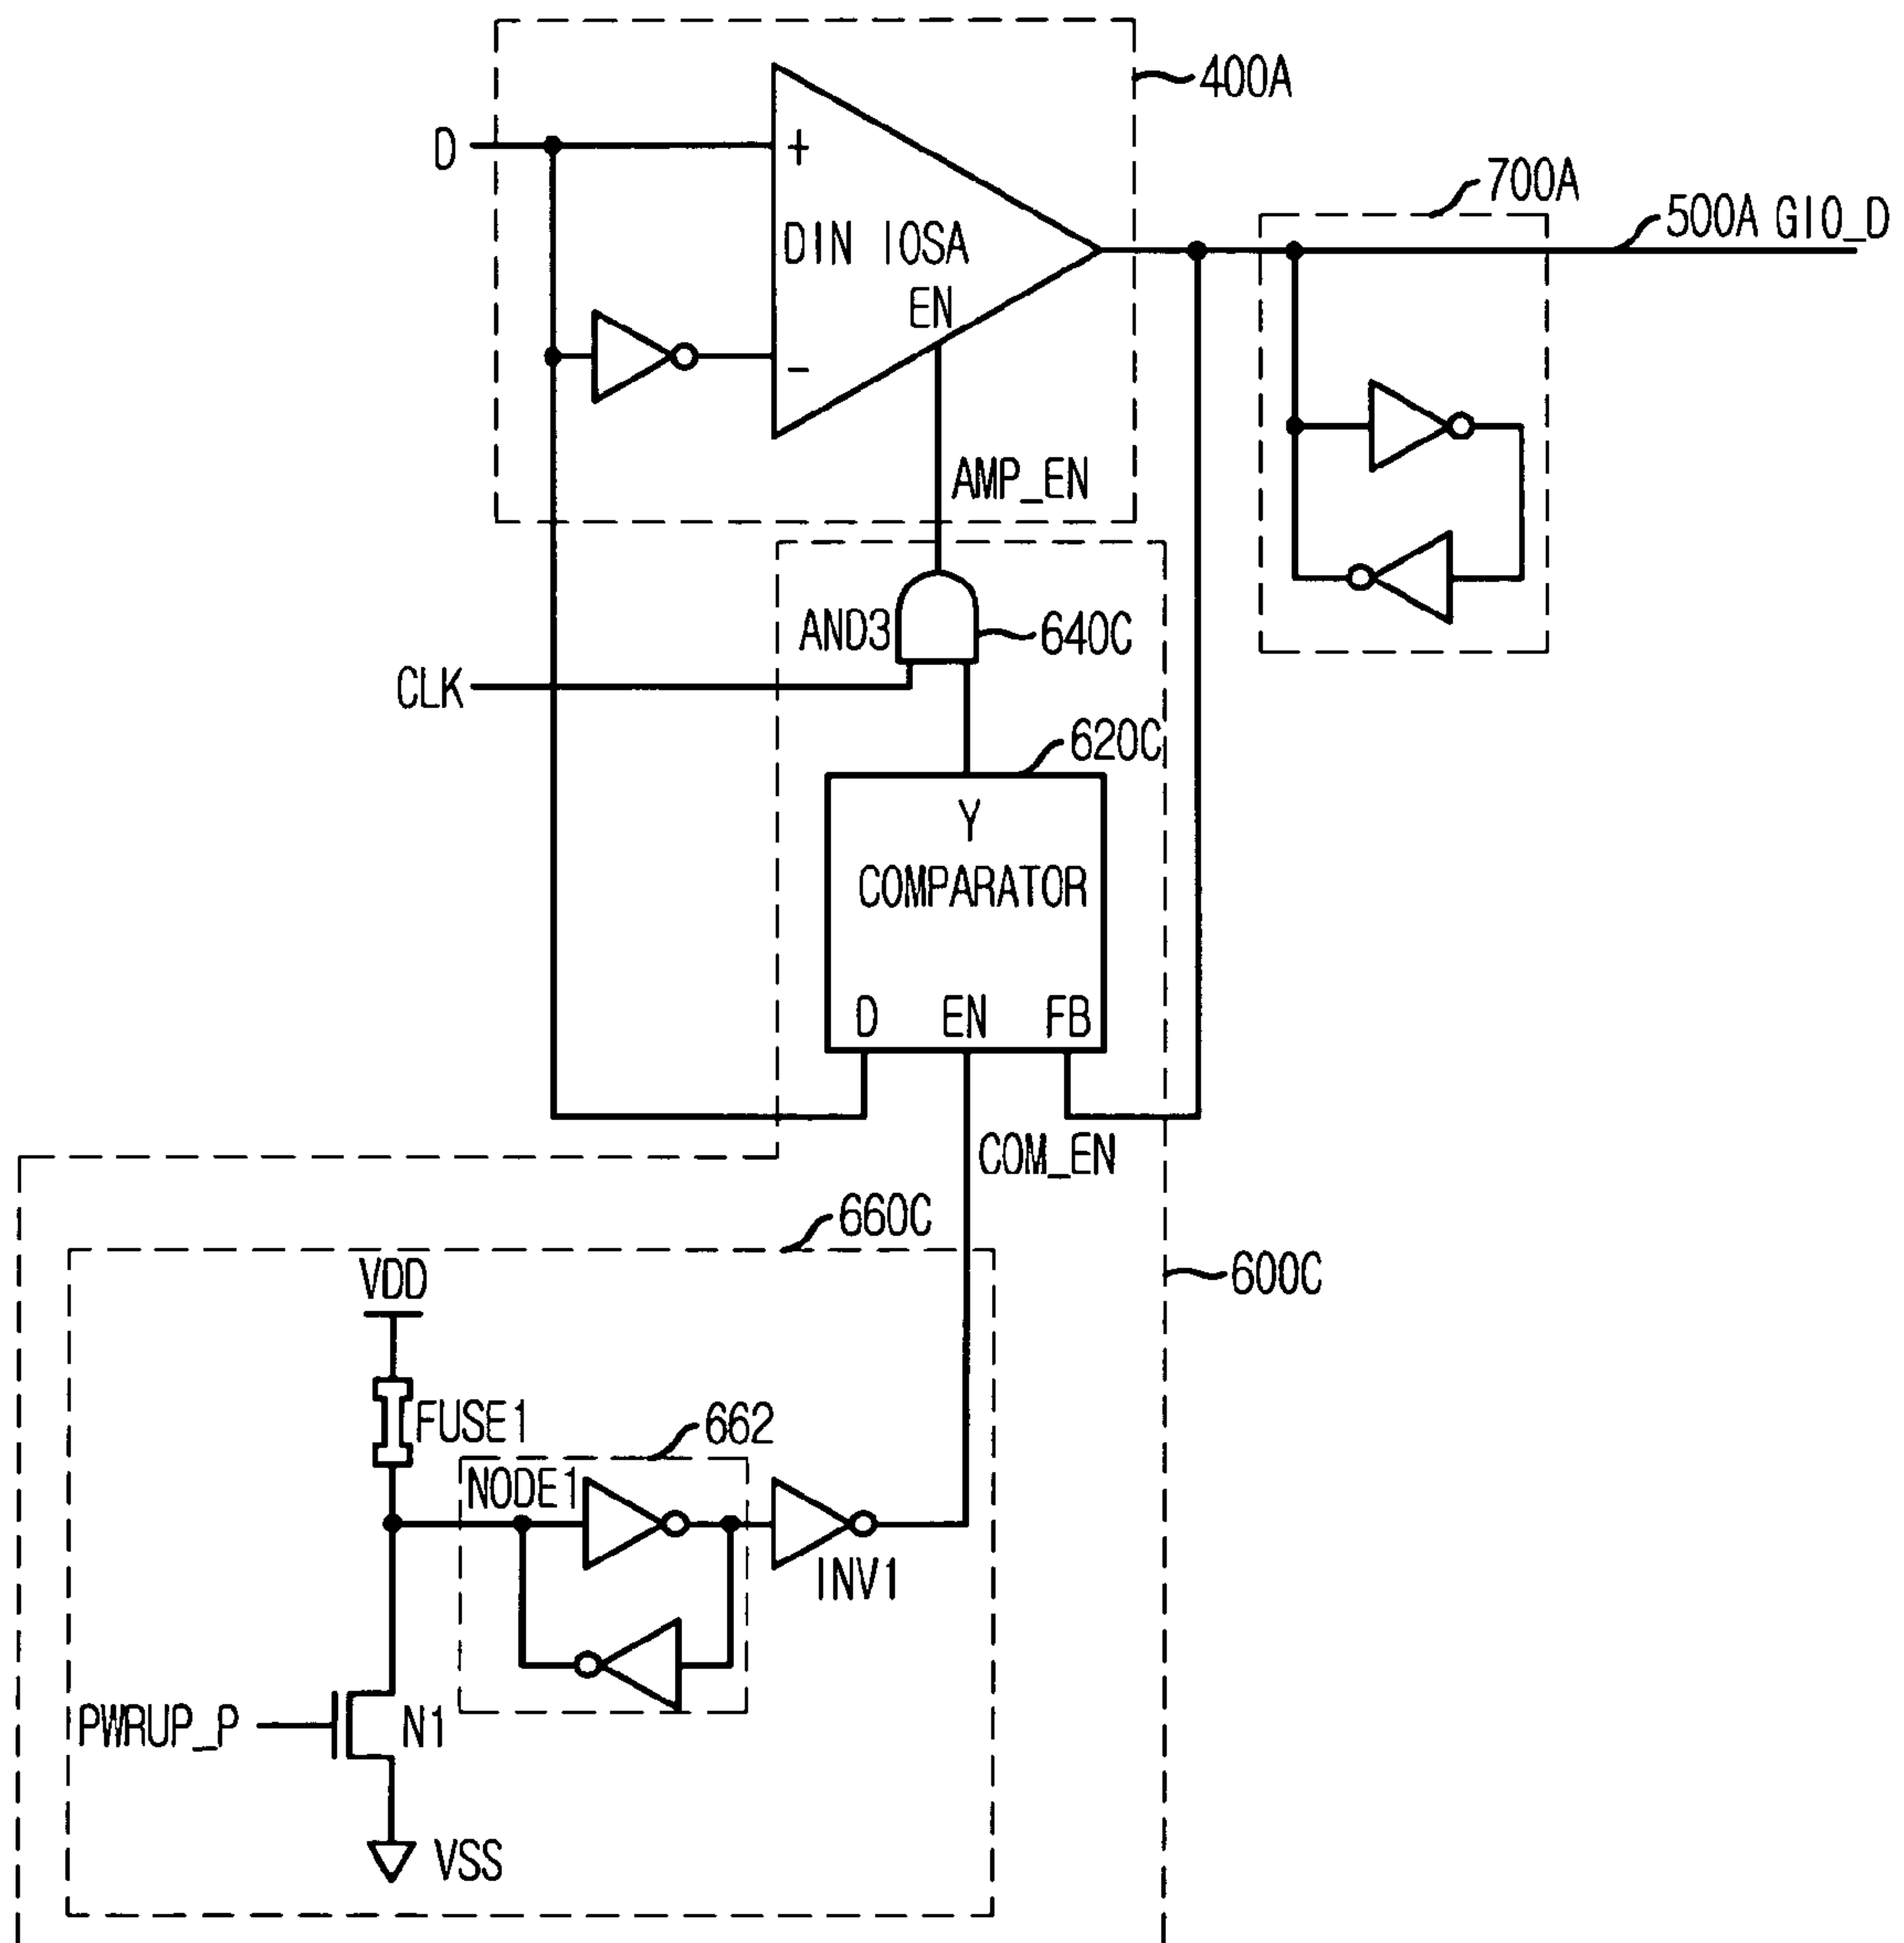 400A
D
+
700A
500A GIO_D
DIN IOSA
EN
-
AMP_EN
AND3
640C
CLK
620C
Y
COMPARATOR
D EN FB
COM_EN
660C
600C
VDD
FUSE1
662
NODE1
INV1
PWRUP_P
N1
VSS